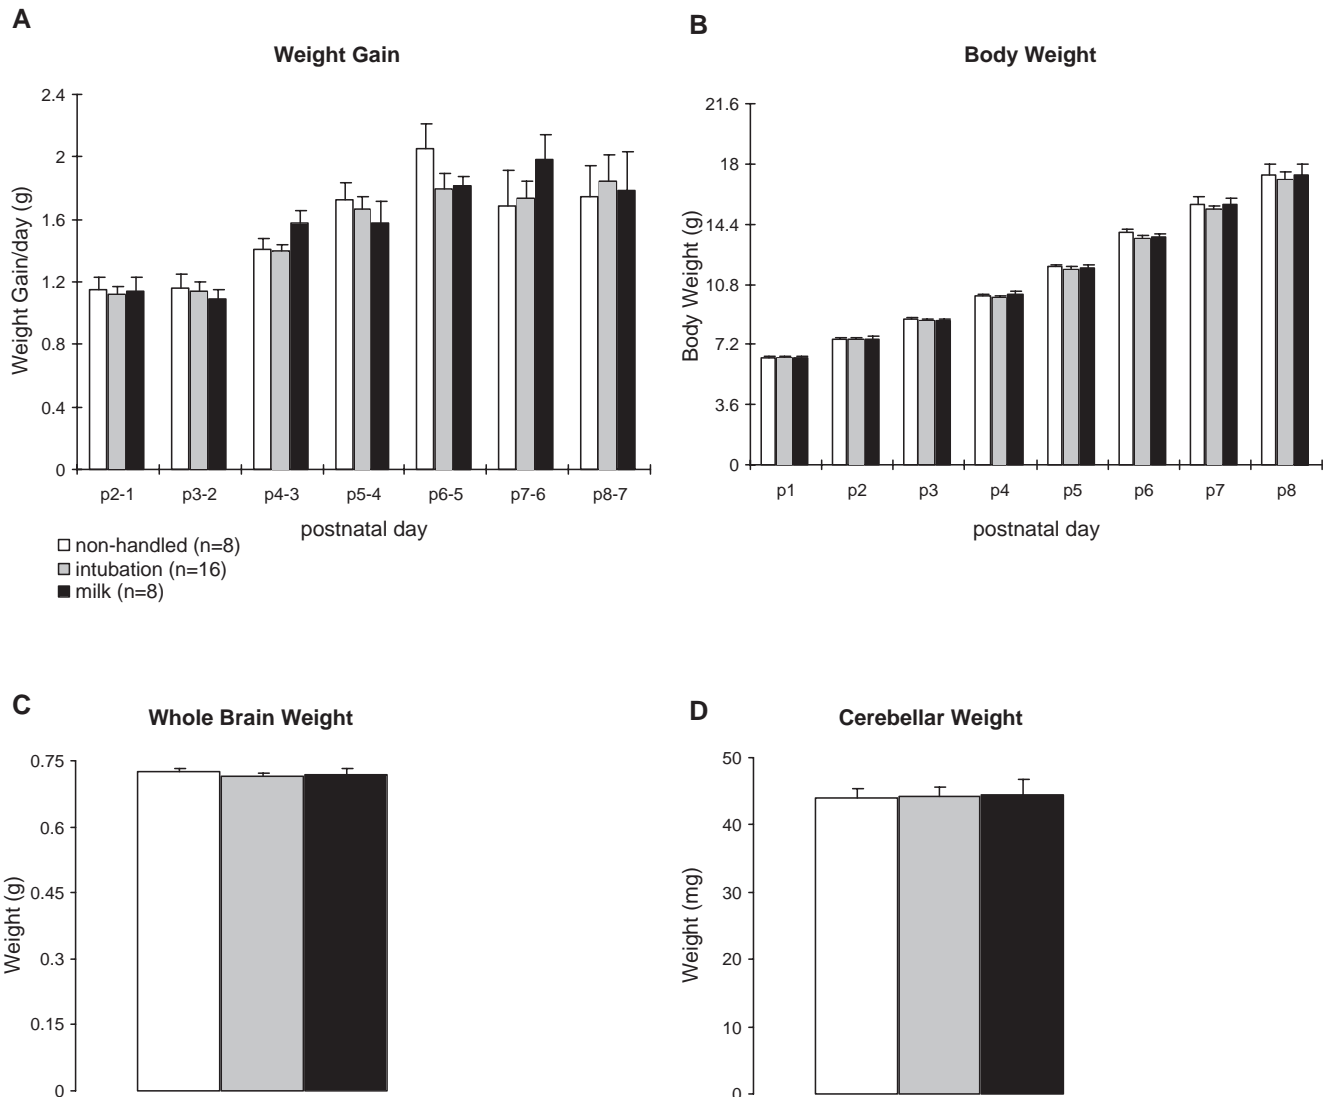 A
Weight Gain
2.4
2
1.6
1.2
0.8
0.4
0
Weight Gain/day (g)
p2-1 p3-2 p4-3 p5-4 p6-5 p7-6 p8-7
postnatal day
non-handled (n=8)
intubation (n=16)
milk (n=8)
B
Body Weight
21.6
18
14.4
10.8
7.2
3.6
0
Body Weight (g)
p1 p2 p3 p4 p5 p6 p7 p8
postnatal day
C
Whole Brain Weight
0.75
0.6
0.45
0.3
0.15
0
Weight (g)
D
Cerebellar Weight
50
40
30
20
10
0
Weight (mg)